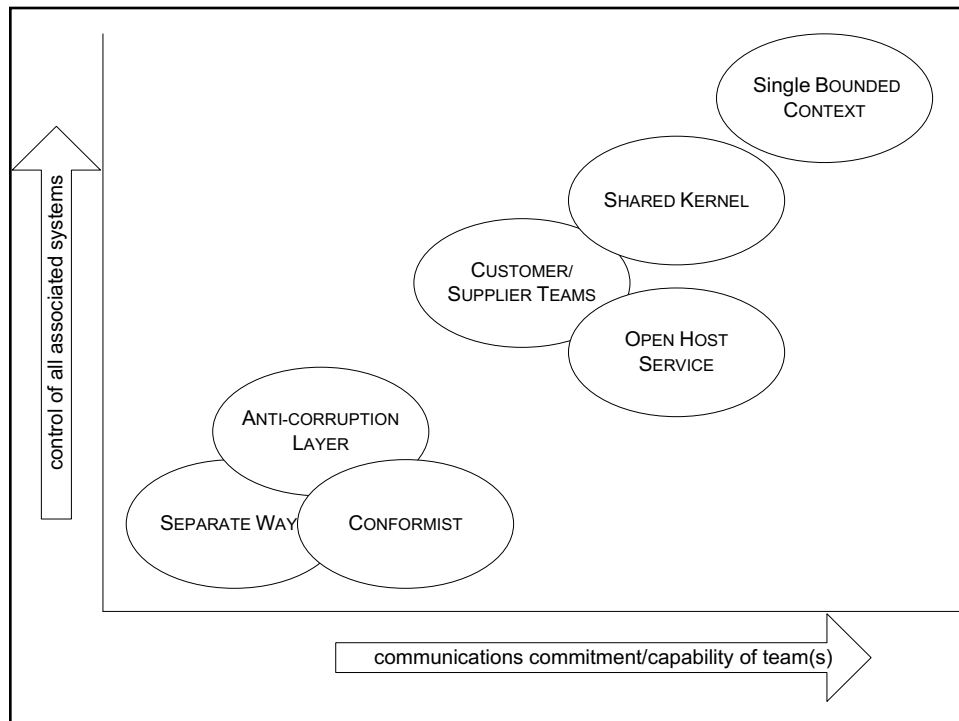 Single BOUNDED
CONTEXT
SHARED KERNEL
CUSTOMER/
SUPPLIER TEAMS
OPEN HOST
SERVICE
ANTI-CORRUPTION
LAYER
SEPARATE WAY
CONFORMIST
control of all associated systems
communications commitment/capability of team(s)